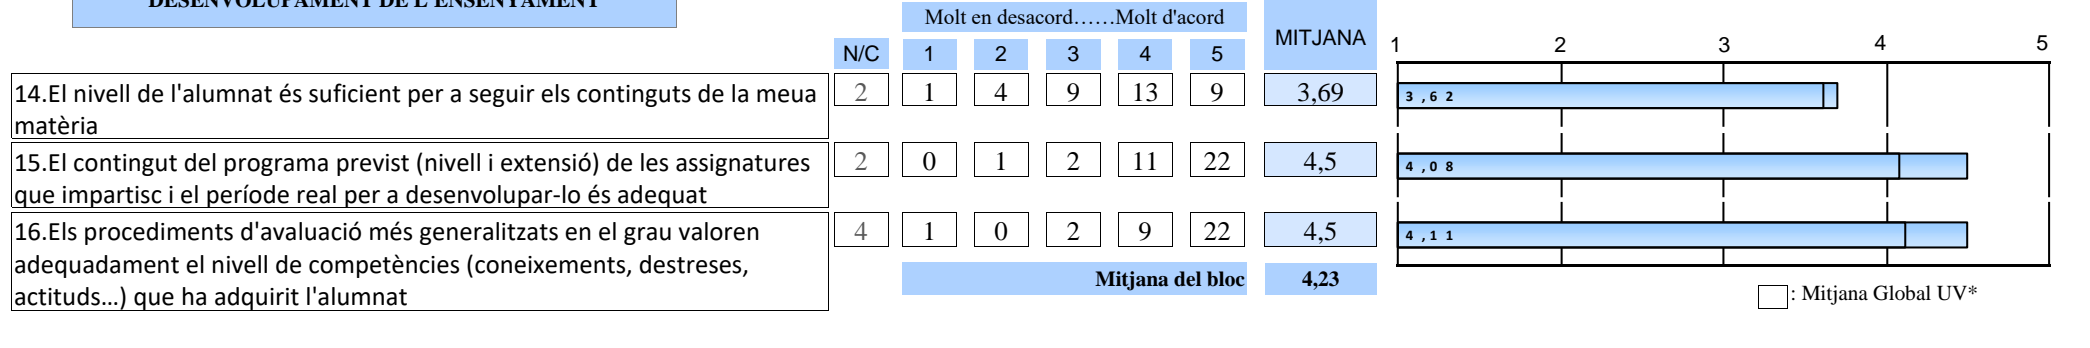 DESENVOLUPAMENT DE L'ENSENYAMENT
Molt en desacord……Molt d'acord
MITJANA
N/C 1 2 3 4 5
1 2 3 4 5
14.El nivell de l'alumnat és suficient per a seguir els continguts de la meua
matèria
2 1 4 9 13 9 3,69
3,62
15.El contingut del programa previst (nivell i extensió) de les assignatures
que impartisc i el període real per a desenvolupar-lo és adequat
2 0 1 2 11 22 4,5
4,08
16.Els procediments d'avaluació més generalitzats en el grau valoren
adequadament el nivell de competències (coneixements, destreses,
actituds…) que ha adquirit l'alumnat
4 1 0 2 9 22 4,5
4,11
Mitjana del bloc 4,23
: Mitjana Global UV*